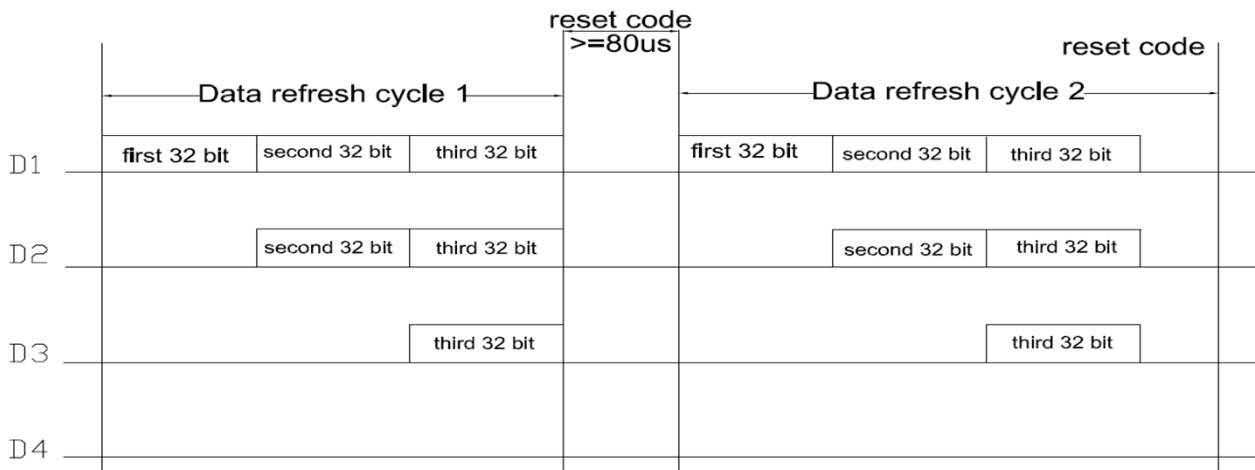 reset code
>=80us
reset code
Data refresh cycle 1
Data refresh cycle 2
D1 first 32 bit second 32 bit third 32 bit first 32 bit second 32 bit third 32 bit
D2 second 32 bit third 32 bit second 32 bit third 32 bit
D3 third 32 bit third 32 bit
D4